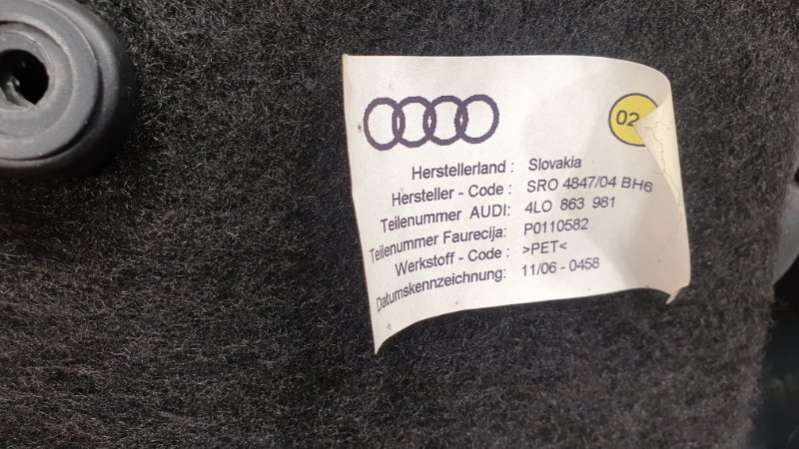 02
Herstellerland : Slovakia
Hersteller - Code : SRO 4847/04 BH6
Teilenummer AUDI: 4LO 863 981
Teilenummer Faurecija: P0110582
Werkstoff - Code : >PET<
Datumskennzeichnung: 11/06 - 0458